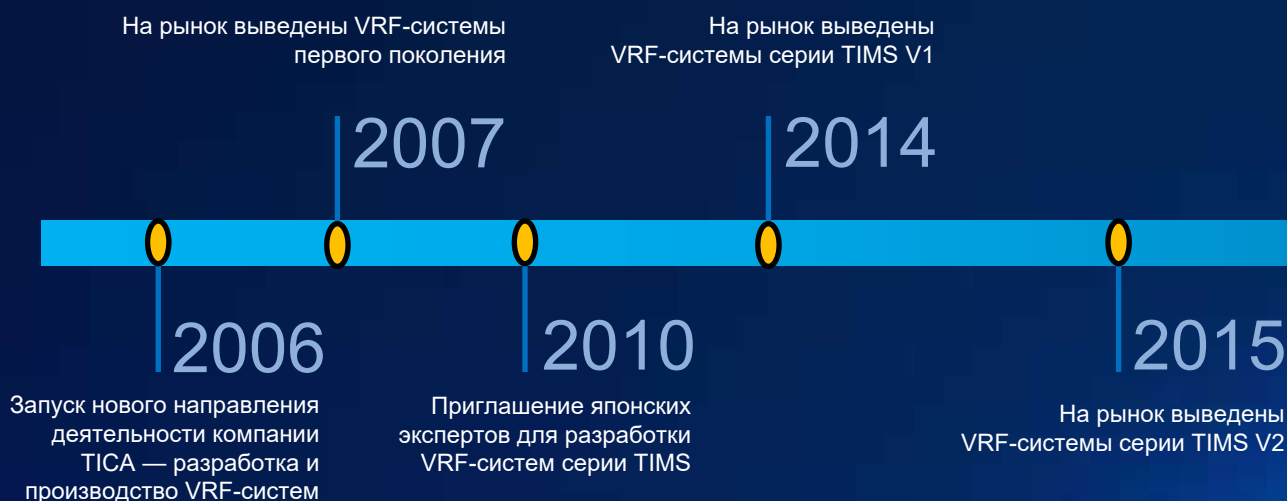 На рынок выведены VRF-системы
первого поколения
2007
На рынок выведены
VRF-системы серии TIMS V1
2014
2006
Запуск нового направления
деятельности компании
TICA — разработка и
производство VRF-систем
2010
Приглашение японских
экспертов для разработки
VRF-систем серии TIMS
2015
На рынок выведены
VRF-системы серии TIMS V2